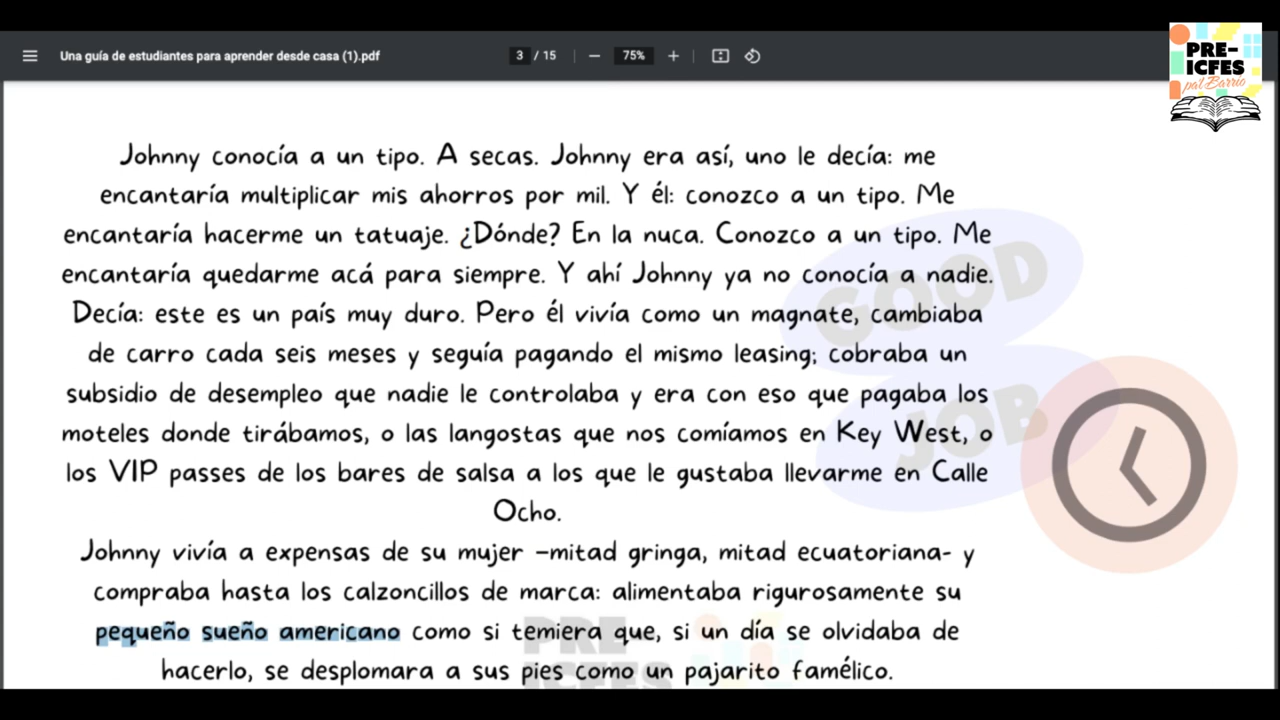 Una guía de estudiantes para aprender desde casa (1).pdf
3 / 15
75%
PRE-
ICFES
pal Barrio
Johnny conocía a un tipo. A secas. Johnny era así, uno le decía: me
encantaría multiplicar mis ahorros por mil. Y él: conozco a un tipo. Me
encantaría hacerme un tatuaje. ¿Dónde? En la nuca. Conozco a un tipo. Me
encantaría quedarme acá para siempre. Y ahí Johnny ya no conocía a nadie.
Decía: este es un país muy duro. Pero él vivía como un magnate, cambiaba
de carro cada seis meses y seguía pagando el mismo leasing; cobraba un
subsidio de desempleo que nadie le controlaba y era con eso que pagaba los
moteles donde tirábamos, o las langostas que nos comíamos en Key West, o
los VIP passes de los bares de salsa a los que le gustaba llevarme en Calle
Ocho.
Johnny vivía a expensas de su mujer –mitad gringa, mitad ecuatoriana- y
compraba hasta los calzoncillos de marca: alimentaba rigurosamente su
pequeño sueño americano como si temiera que, si un día se olvidaba de
hacerlo, se desplomara a sus pies como un pajarito famélico.
GOOD
JOB
PRE-
ICFES